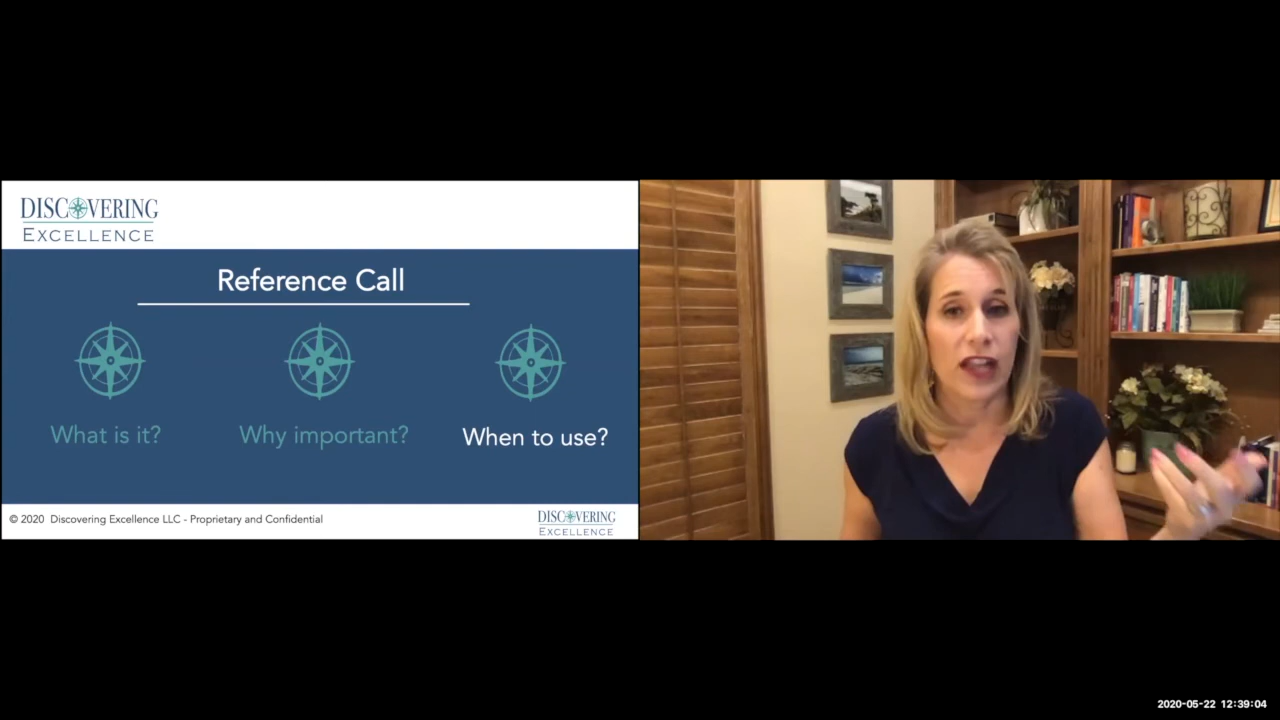 DISCOVERING
EXCELLENCE
Reference Call
What is it?
Why important?
When to use?
© 2020 Discovering Excellence LLC - Proprietary and Confidential
DISCOVERING
EXCELLENCE
2020-05-22 12:39:04